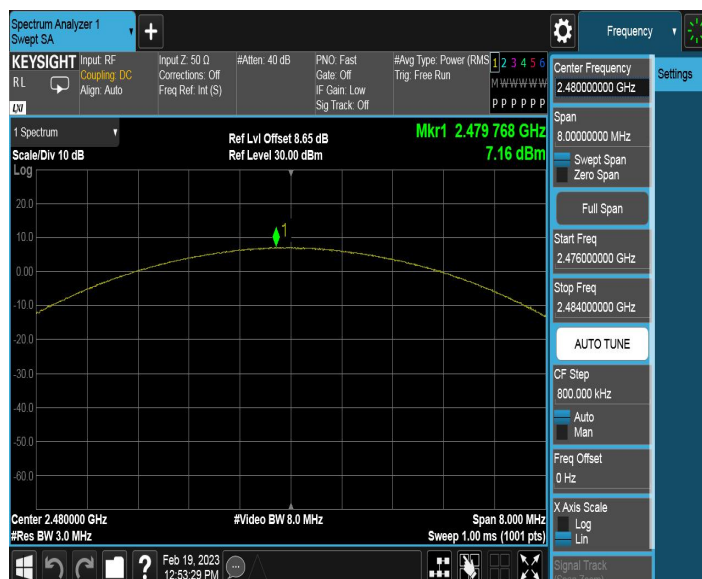 Spectrum Analyzer 1
Swept SA
Frequency
KEYSIGHT
RL
LXI
Input: RF
Coupling: DC
Align: Auto
Input Z: 50 Ω
Corrections: Off
Freq Ref: Int (S)
#Atten: 40 dB
PNO: Fast
Gate: Off
IF Gain: Low
Sig Track: Off
#Avg Type: Power (RMS
Trig: Free Run
1 2 3 4 5 6
M W W W W W
P P P P P P
1 Spectrum
Scale/Div 10 dB
Ref Lvl Offset 8.65 dB
Ref Level 30.00 dBm
Mkr1 2.479 768 GHz
7.16 dBm
Log
20.0
10.0
0.00
-10.0
-20.0
-30.0
-40.0
-50.0
-60.0
1
Center 2.480000 GHz
#Res BW 3.0 MHz
#Video BW 8.0 MHz
Span 8.000 MHz
Sweep 1.00 ms (1001 pts)
?
Feb 19, 2023
12:53:29 PM
Center Frequency
2.480000000 GHz
Span
8.00000000 MHz
Swept Span
Zero Span
Full Span
Start Freq
2.476000000 GHz
Stop Freq
2.484000000 GHz
AUTO TUNE
CF Step
800.000 kHz
Auto
Man
Freq Offset
0 Hz
X Axis Scale
Log
Lin
Signal Track
Settings